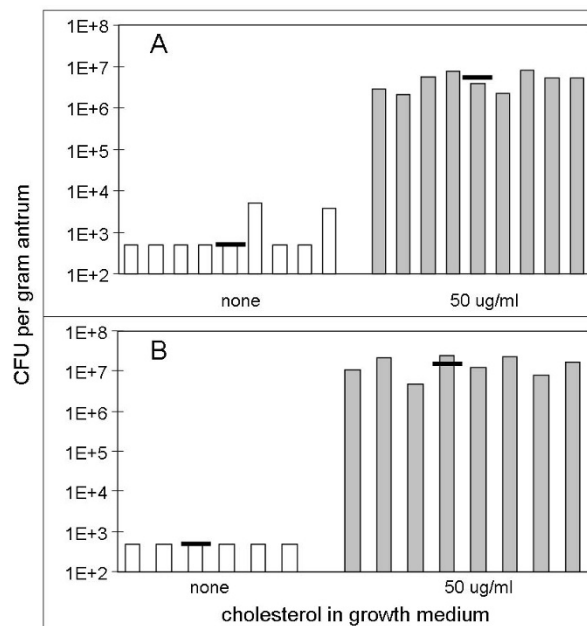 CFU per gram antrum
A
1E+8
1E+7
1E+6
1E+5
1E+4
1E+3
1E+2
none 50 ug/ml
B
1E+8
1E+7
1E+6
1E+5
1E+4
1E+3
1E+2
none 50 ug/ml
cholesterol in growth medium